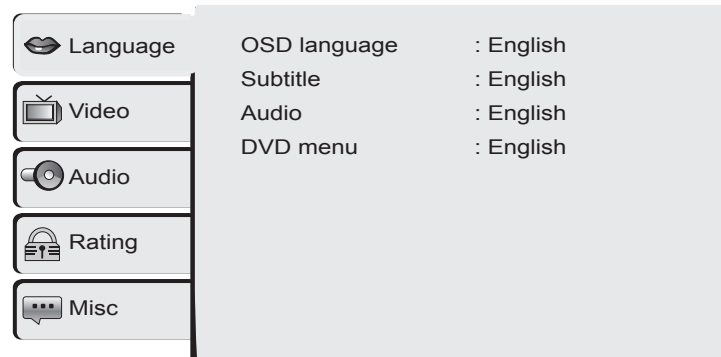 Language
Video
Audio
Rating
Misc
OSD language : English
Subtitle : English
Audio : English
DVD menu : English